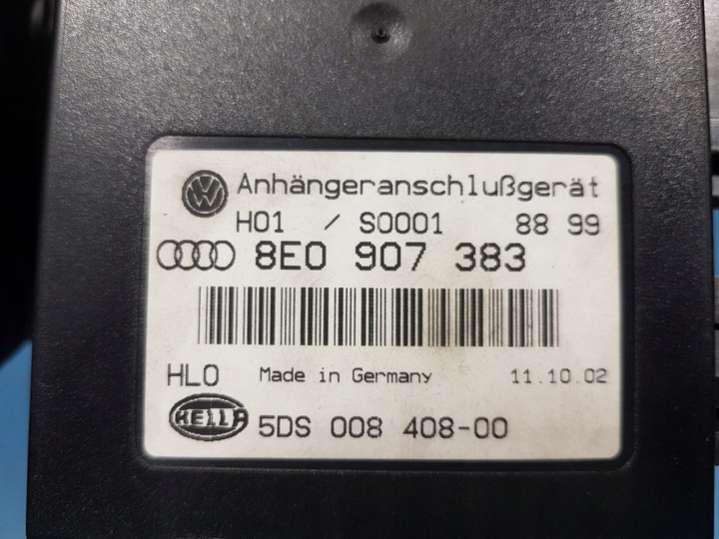 VW Anhängeranschlußgerät
H01 / S0001 88 99
8E0 907 383
HLO Made in Germany 11.10.02
HELLA 5DS 008 408-00